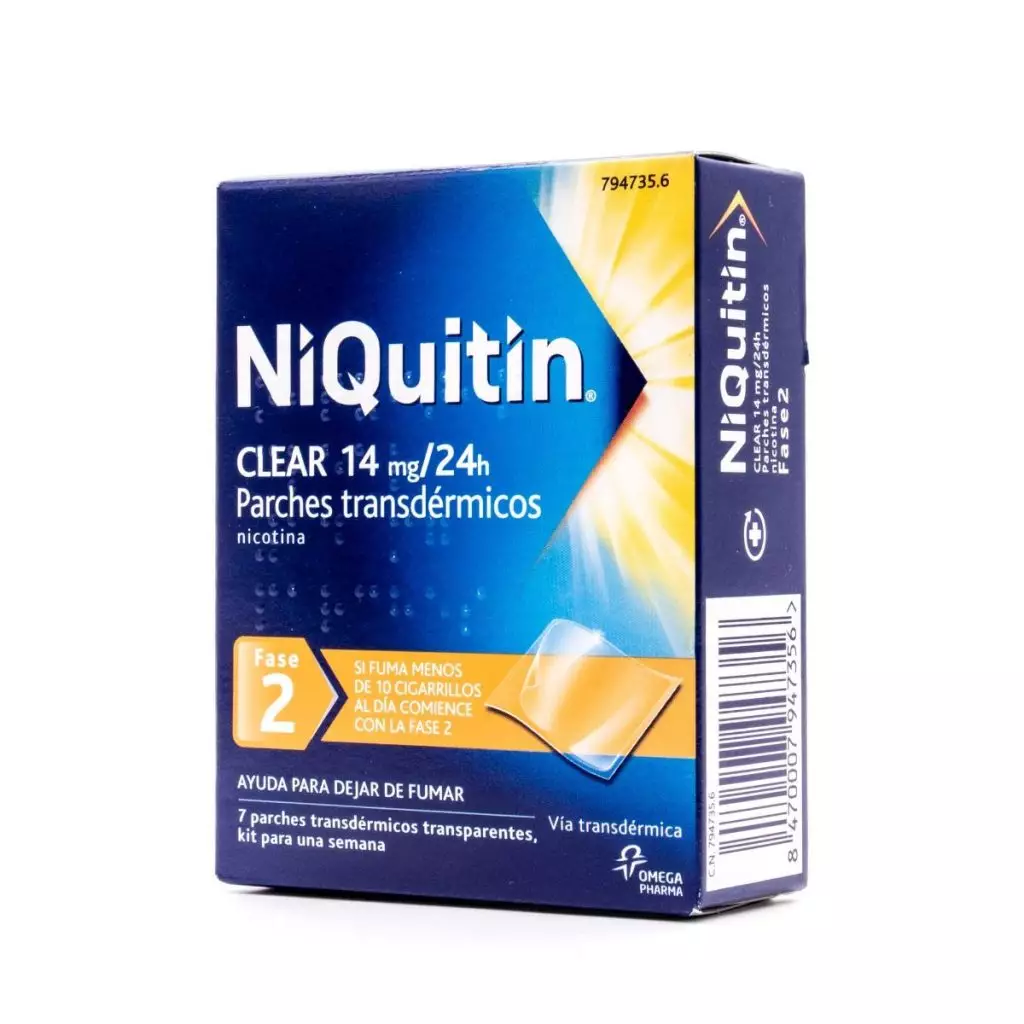 794735.6
NiQuitin®
CLEAR 14 mg/24h
Parches transdérmicos
nicotina
Fase
2
SI FUMA MENOS
DE 10 CIGARRILLOS
AL DÍA COMIENCE
CON LA FASE 2
AYUDA PARA DEJAR DE FUMAR
7 parches transdérmicos transparentes,
kit para una semana
Vía transdérmica
OMEGA
PHARMA
NiQuitin®
CLEAR 14 mg/24h
Parches transdérmicos
nicotina
Fase 2
C.N. 794735.6
8 470007 947356 >